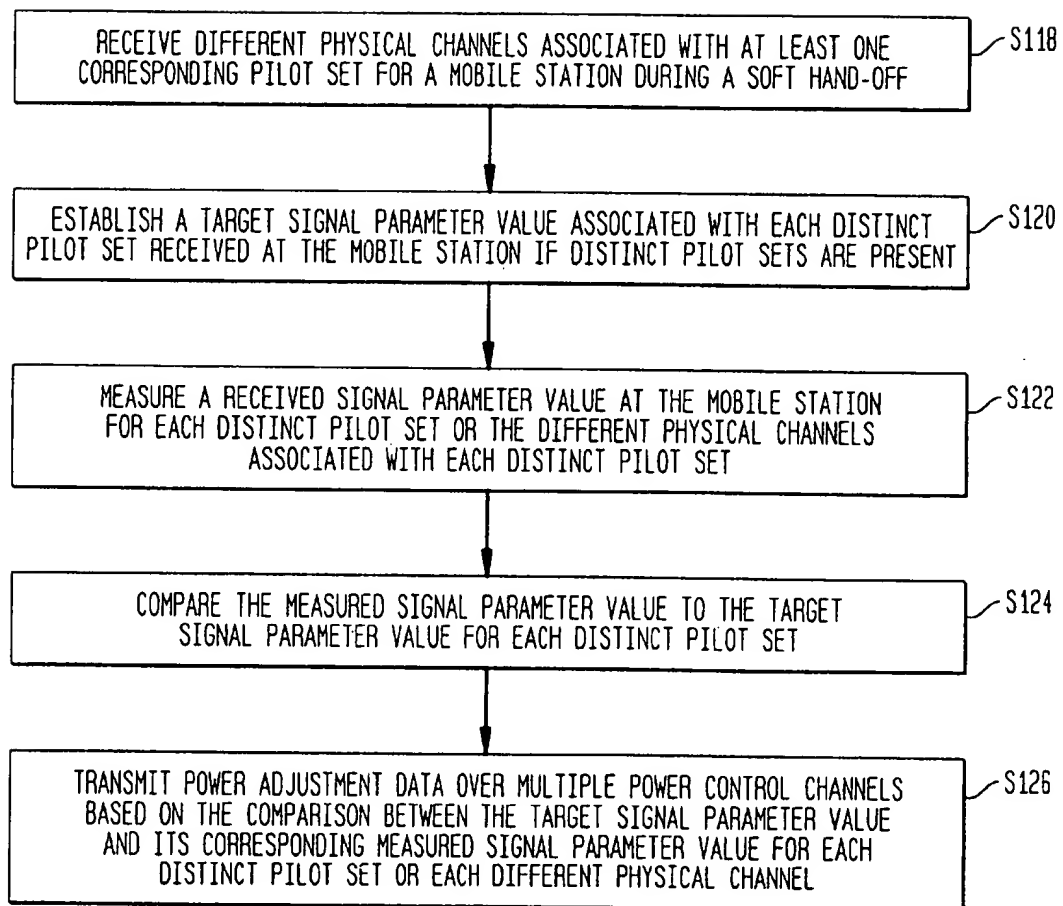 RECEIVE DIFFERENT PHYSICAL CHANNELS ASSOCIATED WITH AT LEAST ONE
CORRESPONDING PILOT SET FOR A MOBILE STATION DURING A SOFT HAND-OFF
S118
ESTABLISH A TARGET SIGNAL PARAMETER VALUE ASSOCIATED WITH EACH DISTINCT
PILOT SET RECEIVED AT THE MOBILE STATION IF DISTINCT PILOT SETS ARE PRESENT
S120
MEASURE A RECEIVED SIGNAL PARAMETER VALUE AT THE MOBILE STATION
FOR EACH DISTINCT PILOT SET OR THE DIFFERENT PHYSICAL CHANNELS
ASSOCIATED WITH EACH DISTINCT PILOT SET
S122
COMPARE THE MEASURED SIGNAL PARAMETER VALUE TO THE TARGET
SIGNAL PARAMETER VALUE FOR EACH DISTINCT PILOT SET
S124
TRANSMIT POWER ADJUSTMENT DATA OVER MULTIPLE POWER CONTROL CHANNELS
BASED ON THE COMPARISON BETWEEN THE TARGET SIGNAL PARAMETER VALUE
AND ITS CORRESPONDING MEASURED SIGNAL PARAMETER VALUE FOR EACH
DISTINCT PILOT SET OR EACH DIFFERENT PHYSICAL CHANNEL
S126